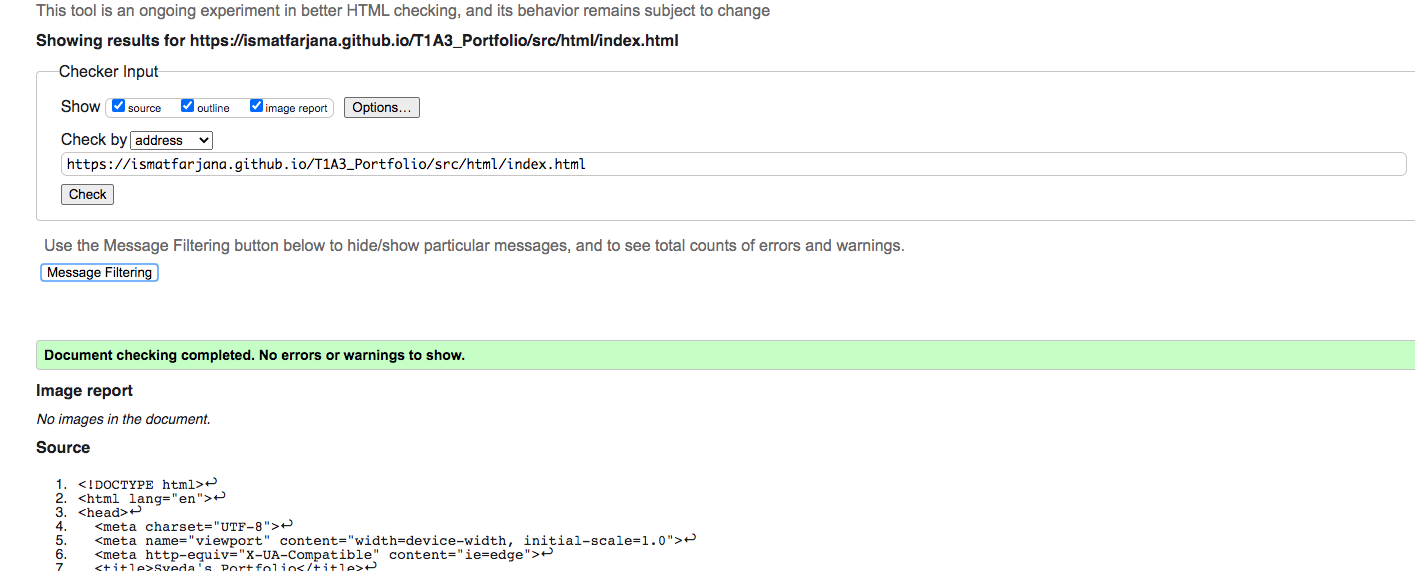 This tool is an ongoing experiment in better HTML checking, and its behavior remains subject to change
Showing results for https://ismatfarjana.github.io/T1A3_Portfolio/src/html/index.html
Checker Input
Show source outline image report Options...
Check by address
https://ismatfarjana.github.io/T1A3_Portfolio/src/html/index.html
Check
Use the Message Filtering button below to hide/show particular messages, and to see total counts of errors and warnings.
Message Filtering
Document checking completed. No errors or warnings to show.
Image report
No images in the document.
Source
1. <!DOCTYPE html>↩
2. <html lang="en">↩
3. <head>↩
4. <meta charset="UTF-8">↩
5. <meta name="viewport" content="width=device-width, initial-scale=1.0">↩
6. <meta http-equiv="X-UA-Compatible" content="ie=edge">↩
7. <title>Syeda's Portfolio</title>↩